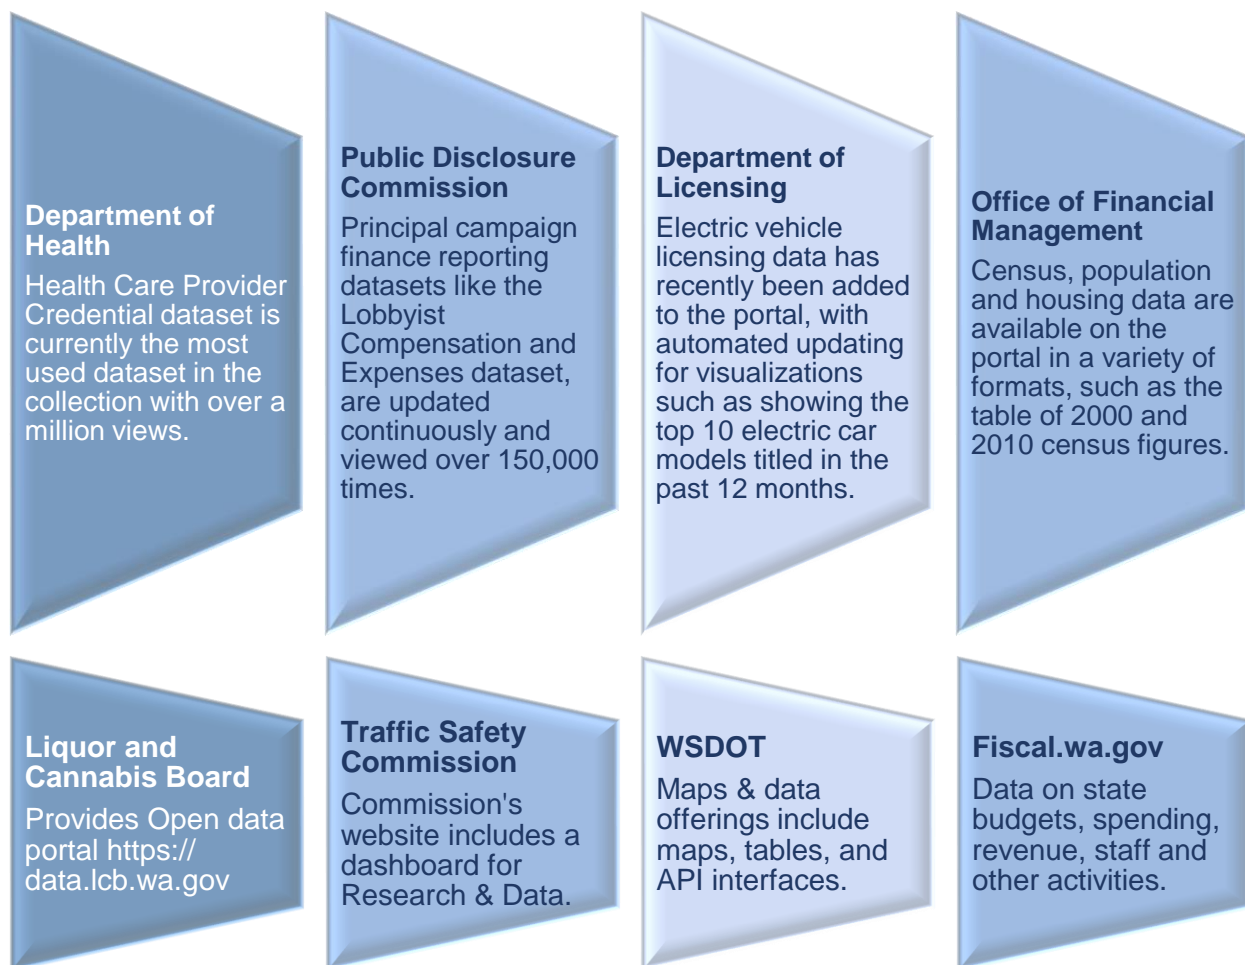 Department of
Health
Health Care Provider
Credential dataset is
currently the most
used dataset in the
collection with over a
million views.
Public Disclosure
Commission
Principal campaign
finance reporting
datasets like the
Lobbyist
Compensation and
Expenses dataset,
are updated
continuously and
viewed over 150,000
times.
Department of
Licensing
Electric vehicle
licensing data has
recently been added
to the portal, with
automated updating
for visualizations
such as showing the
top 10 electric car
models titled in the
past 12 months.
Office of Financial
Management
Census, population
and housing data are
available on the
portal in a variety of
formats, such as the
table of 2000 and
2010 census figures.
Liquor and
Cannabis Board
Provides Open data
portal https://
data.lcb.wa.gov
Traffic Safety
Commission
Commission's
website includes a
dashboard for
Research & Data.
WSDOT
Maps & data
offerings include
maps, tables, and
API interfaces.
Fiscal.wa.gov
Data on state
budgets, spending,
revenue, staff and
other activities.